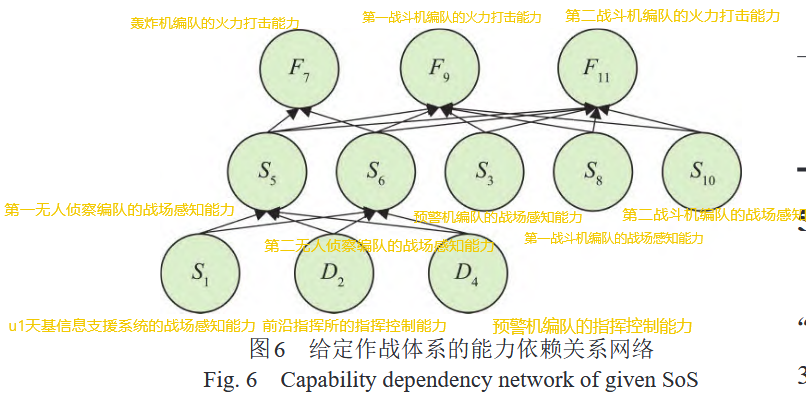 轰炸机编队的火力打击能力
第一战斗机编队的火力打击能力
第二战斗机编队的火力打击能力
F7
F9
F11
S5
S6
S3
S8
S10
第一无人侦察编队的战场感知能力
预警机编队的战场感知能力
第二战斗机编队的战场感知
第二无人侦察编队的战场感知能力
第一战斗机编队的战场感知能力
S1
D2
D4
u1天基信息支援系统的战场感知能力
前沿指挥所的指挥控制能力
预警机编队的指挥控制能力
图6 给定作战体系的能力依赖关系网络
Fig. 6 Capability dependency network of given SoS